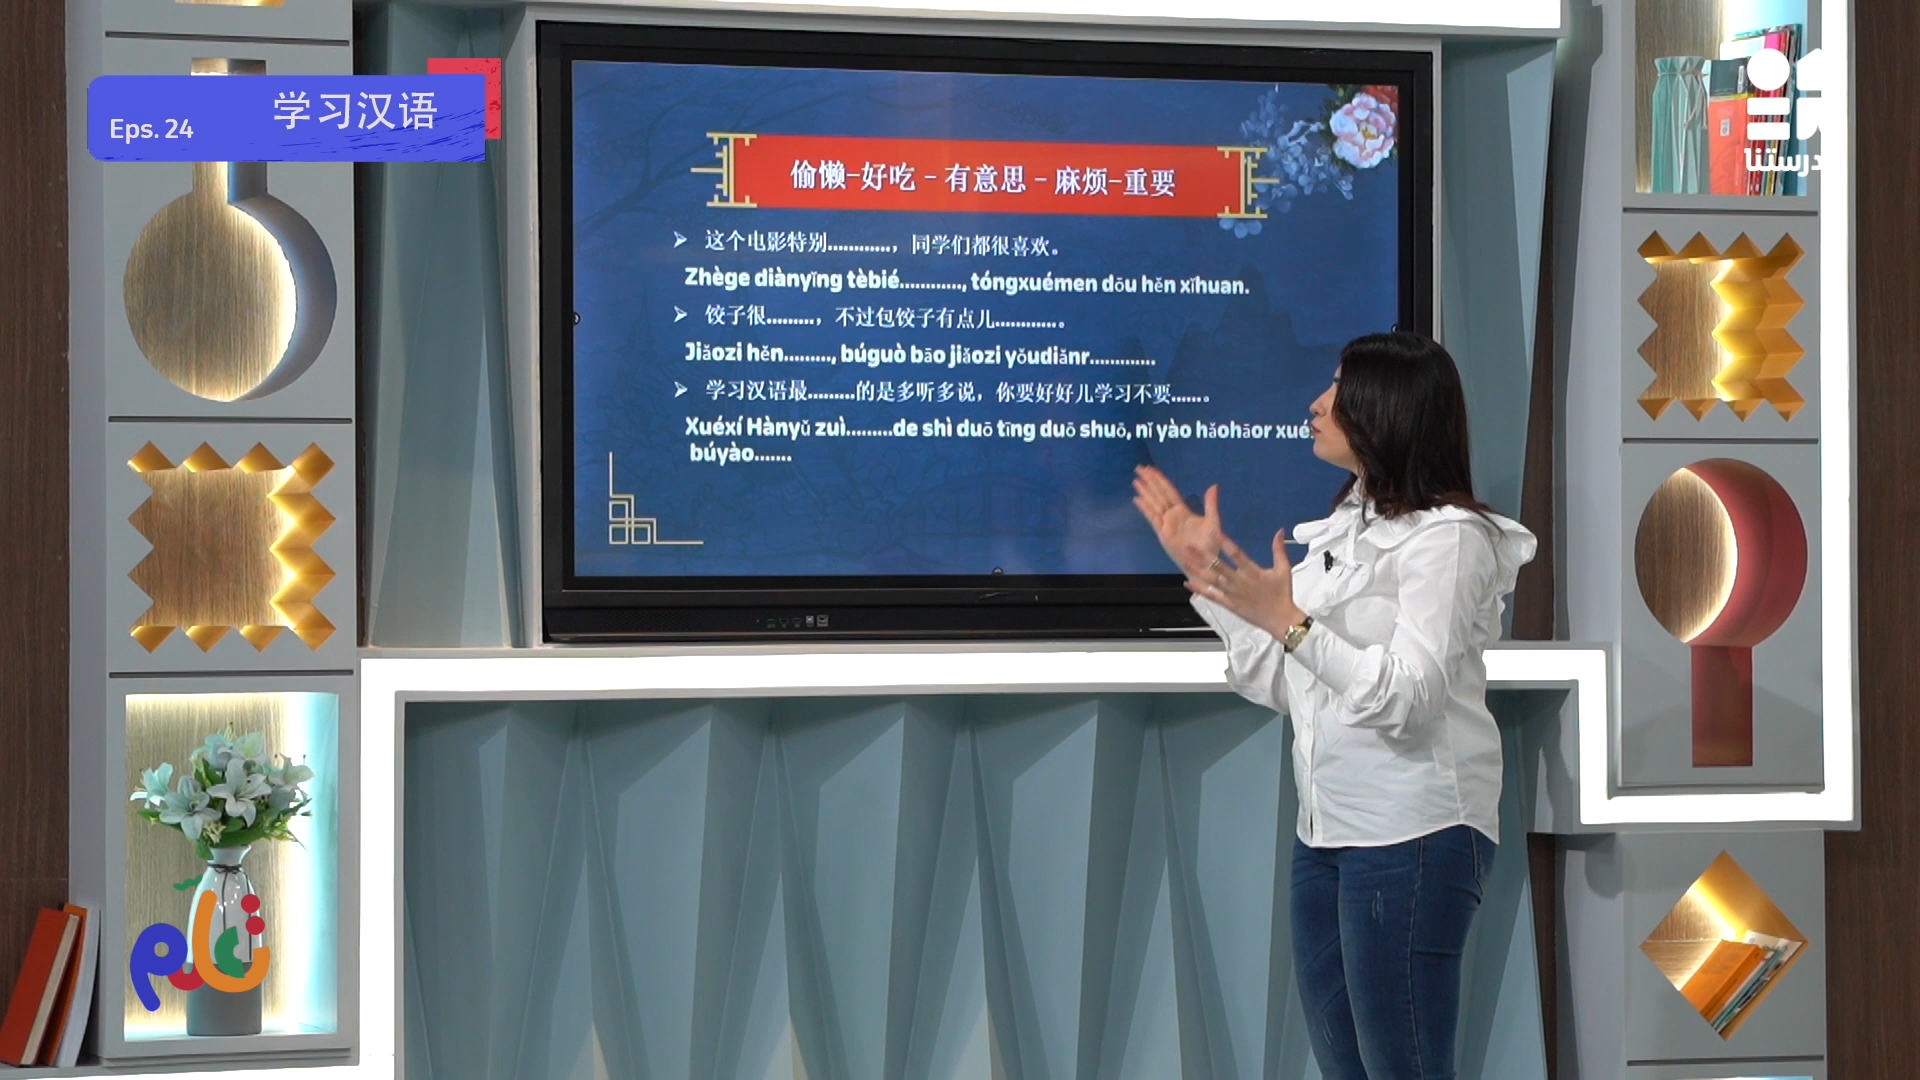 学习汉语
Eps. 24
درستنا
偷懒-好吃 - 有意思 - 麻烦-重要
这个电影特别............，同学们都很喜欢。
Zhège diànyǐng tèbié............, tóngxuémen dōu hěn xǐhuan.
饺子很.........，不过包饺子有点儿............。
Jiǎozi hěn........., búguò bāo jiǎozi yǒudiǎnr.............
学习汉语最.........的是多听多说，你要好好儿学习不要......。
Xuéxí Hànyǔ zuì.........de shì duō tīng duō shuō, nǐ yào hǎohāor xué
búyào.......